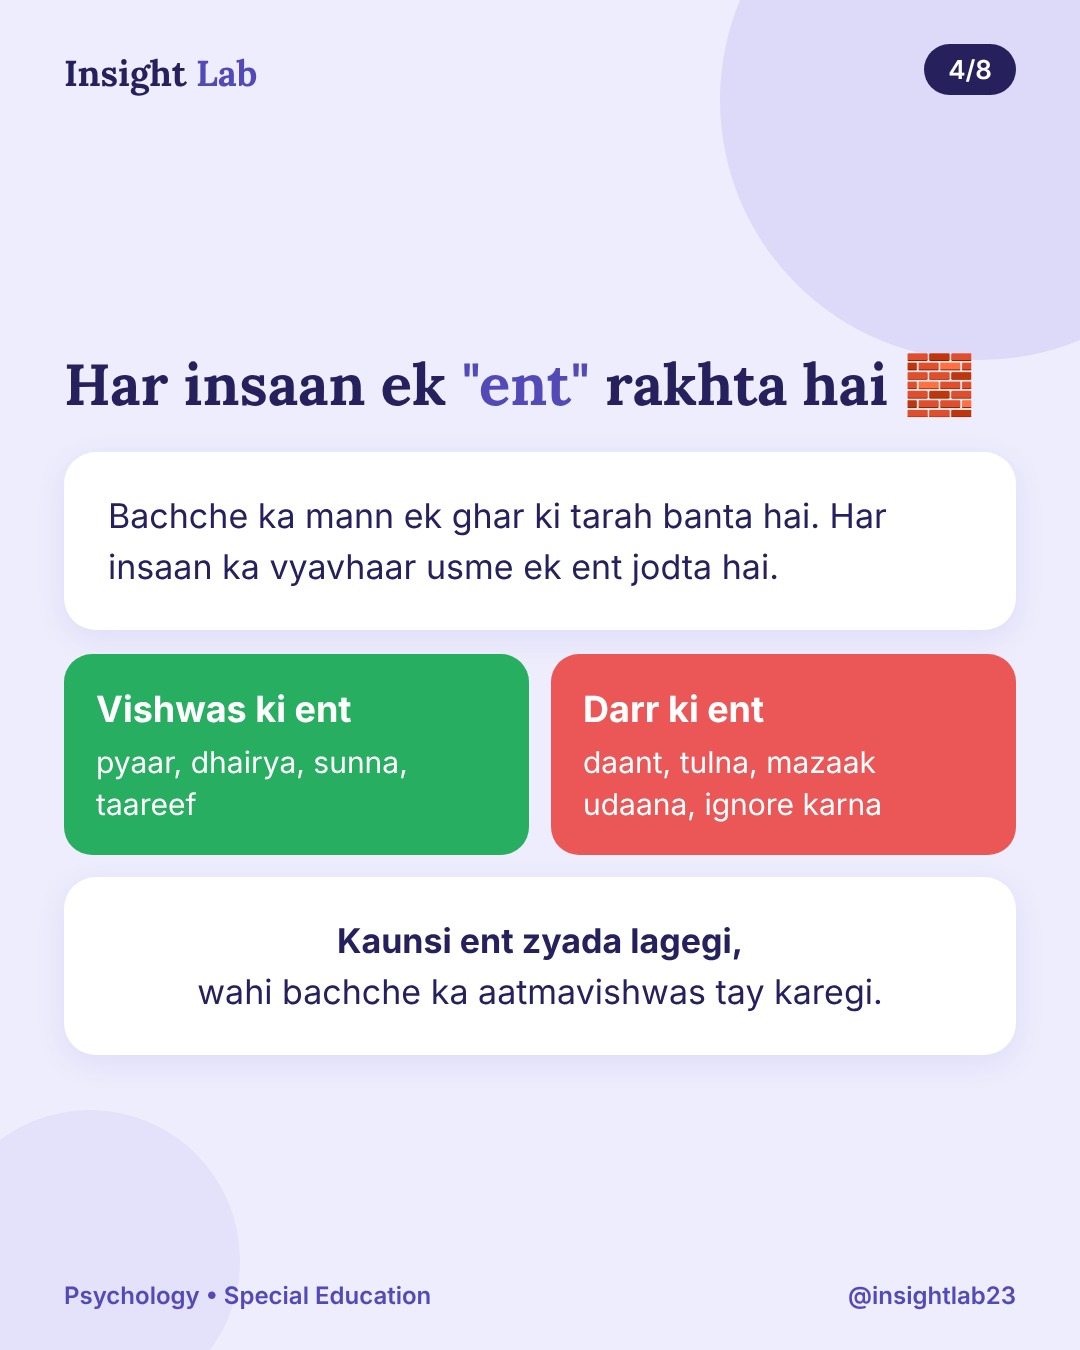 Insight Lab
4/8
Har insaan ek "ent" rakhta hai 🧱
Bachche ka mann ek ghar ki tarah banta hai. Har
insaan ka vyavhaar usme ek ent jodta hai.
Vishwas ki ent
pyaar, dhairya, sunna,
taareef
Darr ki ent
daant, tulna, mazaak
udaana, ignore karna
Kaunsi ent zyada lagegi,
wahi bachche ka aatmavishwas tay karegi.
Psychology • Special Education
@insightlab23